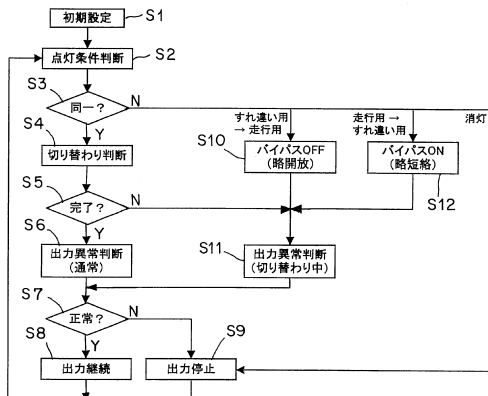 初期設定
S1
点灯条件判断
S2
S3
同一?
N
Y
すれ違い用
→ 走行用
走行用 →
すれ違い用
消灯
S4
切り替わり判断
S10
バイパスOFF
(略開放)
バイパスON
(略短絡)
S12
S5
完了?
N
Y
S6
出力異常判断
(通常)
S11
出力異常判断
(切り替わり中)
S7
正常?
N
Y
S8
出力継続
S9
出力停止